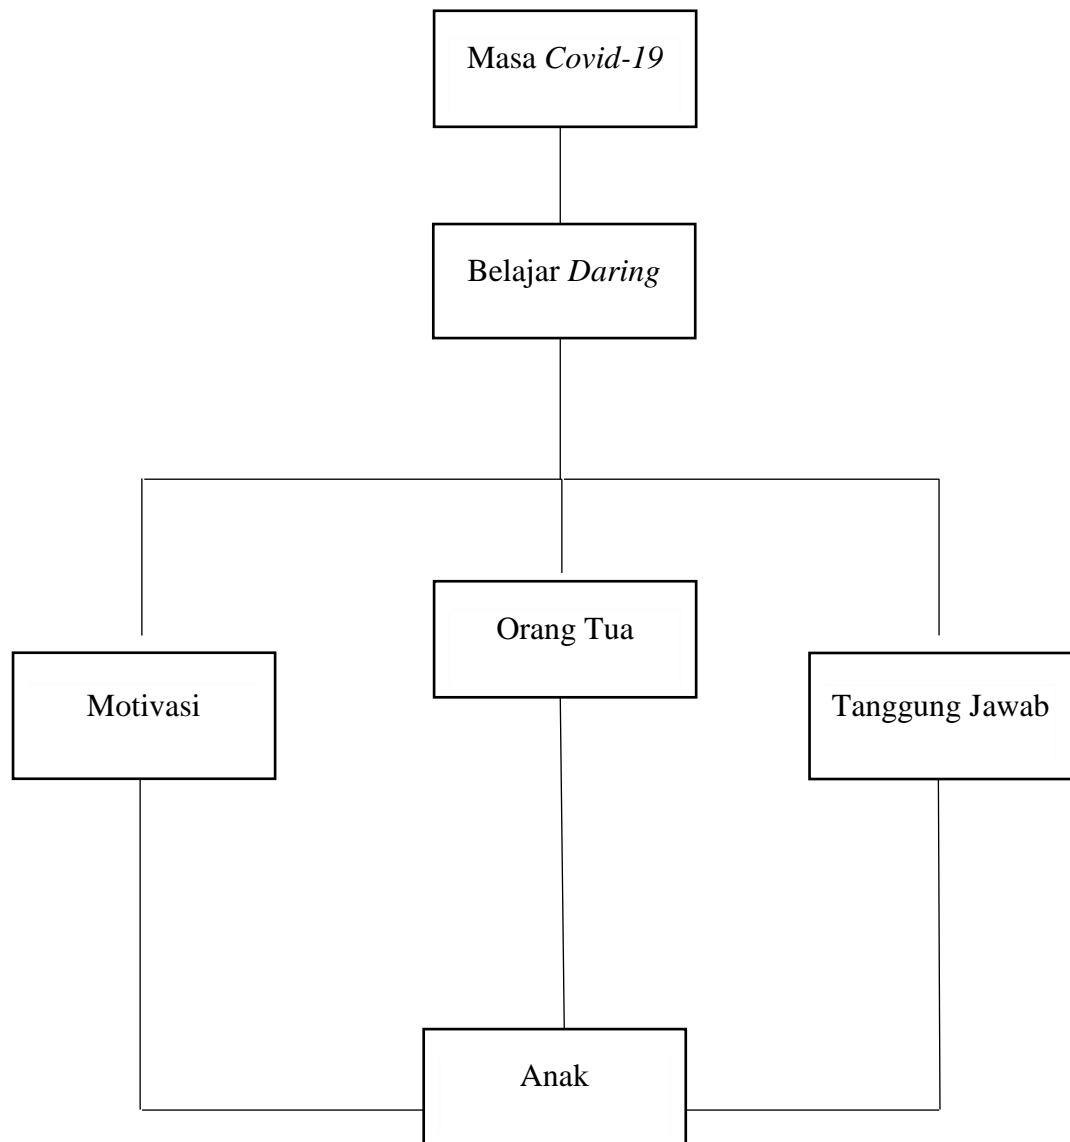 Masa Covid-19
Belajar Daring
Orang Tua
Motivasi
Tanggung Jawab
Anak